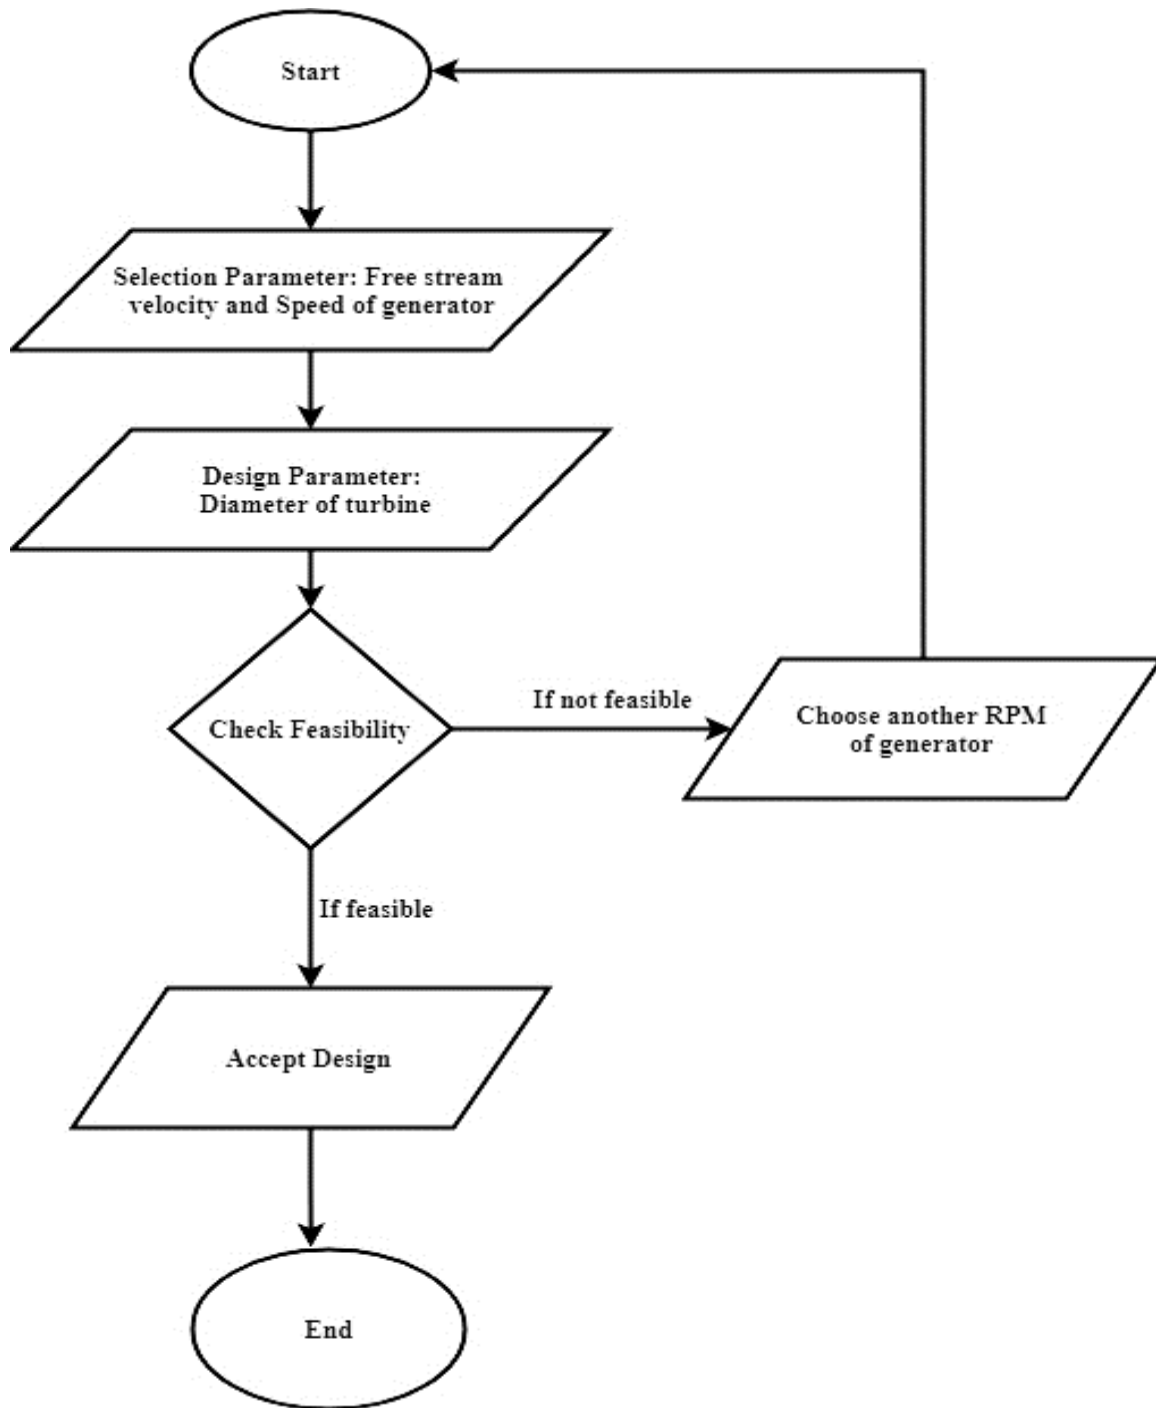 Start
Selection Parameter: Free stream
velocity and Speed of generator
Design Parameter:
Diameter of turbine
Check Feasibility
If not feasible
Choose another RPM
of generator
If feasible
Accept Design
End